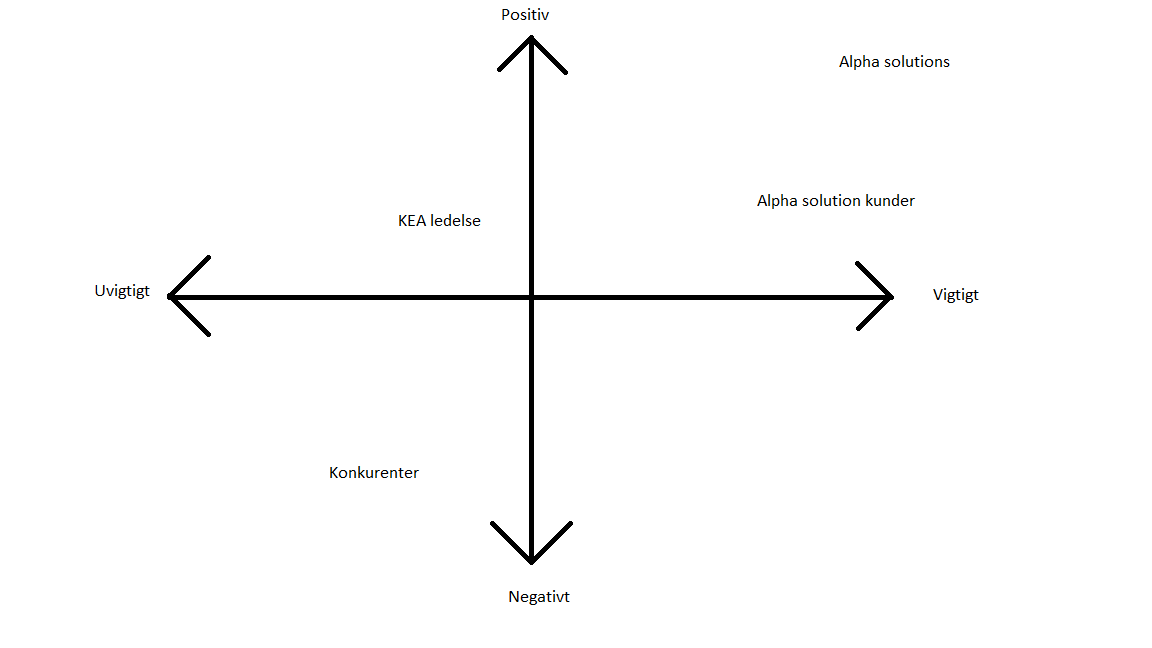 Positiv
Alpha solutions
Alpha solution kunder
KEA ledelse
Uvigtigt
Vigtigt
Konkurenter
Negativt